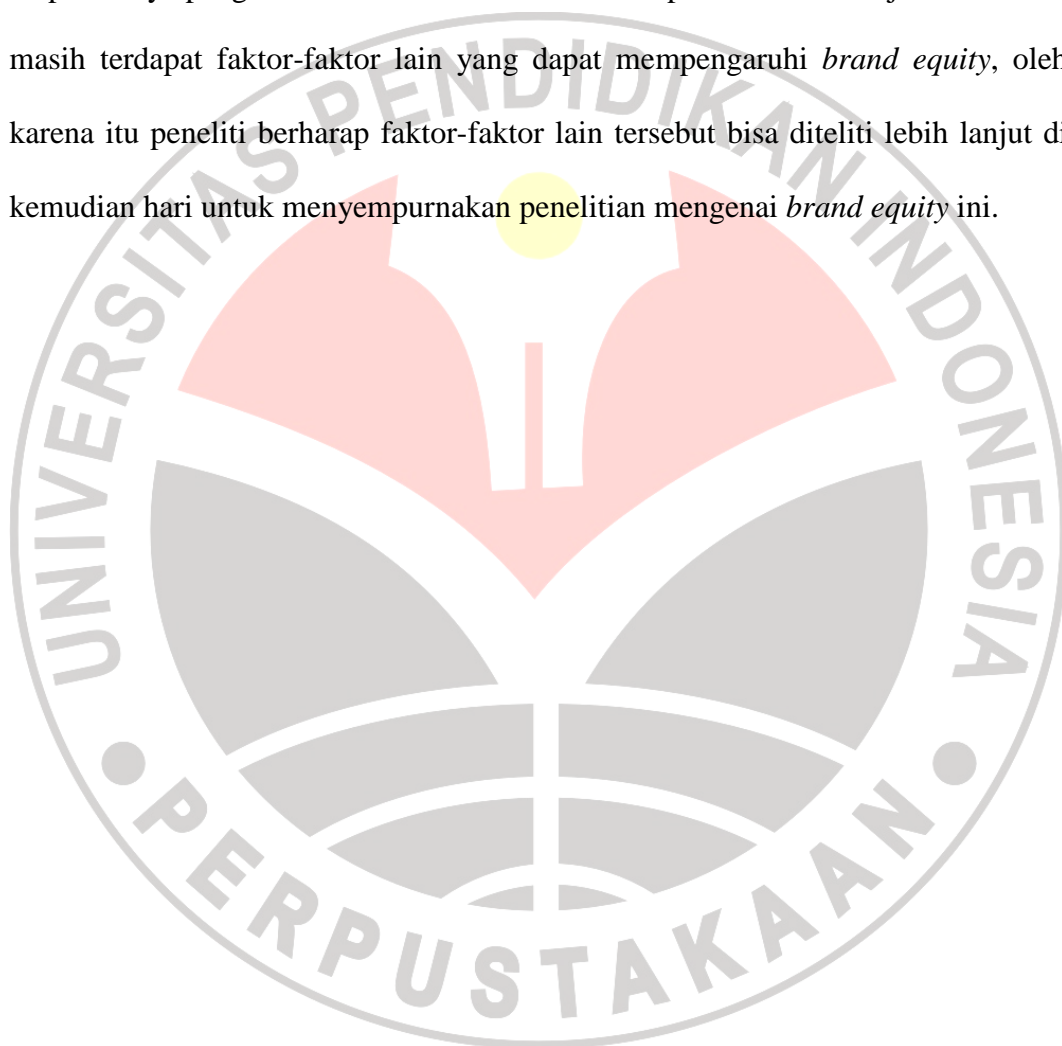 masih terdapat faktor-faktor lain yang dapat mempengaruhi brand equity, oleh
karena itu peneliti berharap faktor-faktor lain tersebut bisa diteliti lebih lanjut di
kemudian hari untuk menyempurnakan penelitian mengenai brand equity ini.
UNIVERSITAS PENDIDIKAN INDONESIA
PERPUSTAKAAN